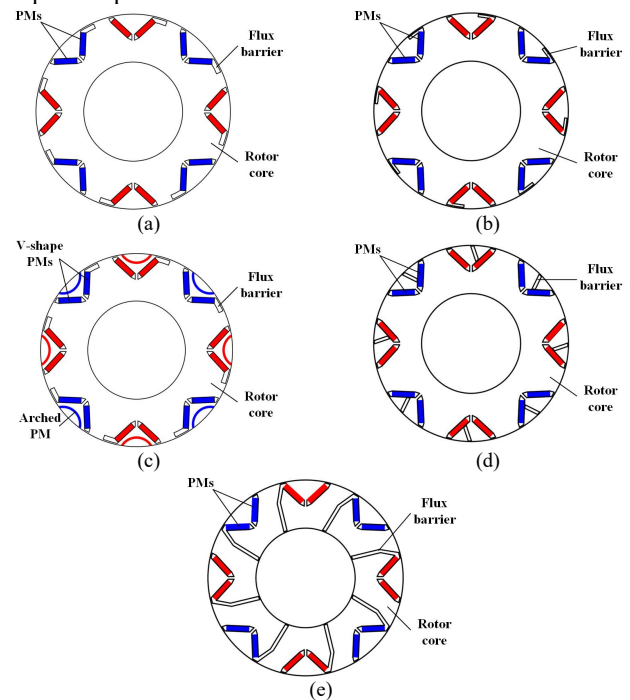 PMs
Flux
barrier
Rotor
core
(a)
PMs
Flux
barrier
Rotor
core
(b)
V-shape
PMs
Flux
barrier
Rotor
core
Arched
PM
(c)
PMs
Flux
barrier
Rotor
core
(d)
PMs
Flux
barrier
Rotor
core
(e)